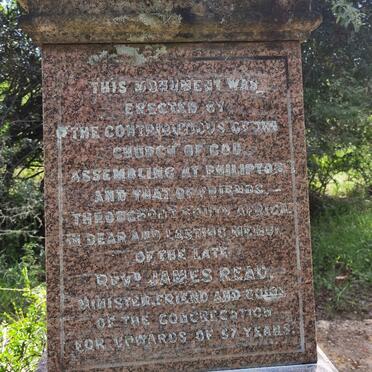 THIS MONUMENT WAS
ERECTED BY
THE CONTRIBUTIONS OF THE
CHURCH OF GOD,
ASSEMBLING AT PHILIPTON
AND THAT OF FRIENDS,
THROUGHOUT SOUTH AFRICA
IN DEAR AND LASTING MEMORY
OF THE LATE
REVD JAMES READ,
MINISTER, FRIEND AND GUIDE
OF THE CONGREGATION
FOR UPWARDS OF 57 YEARS.